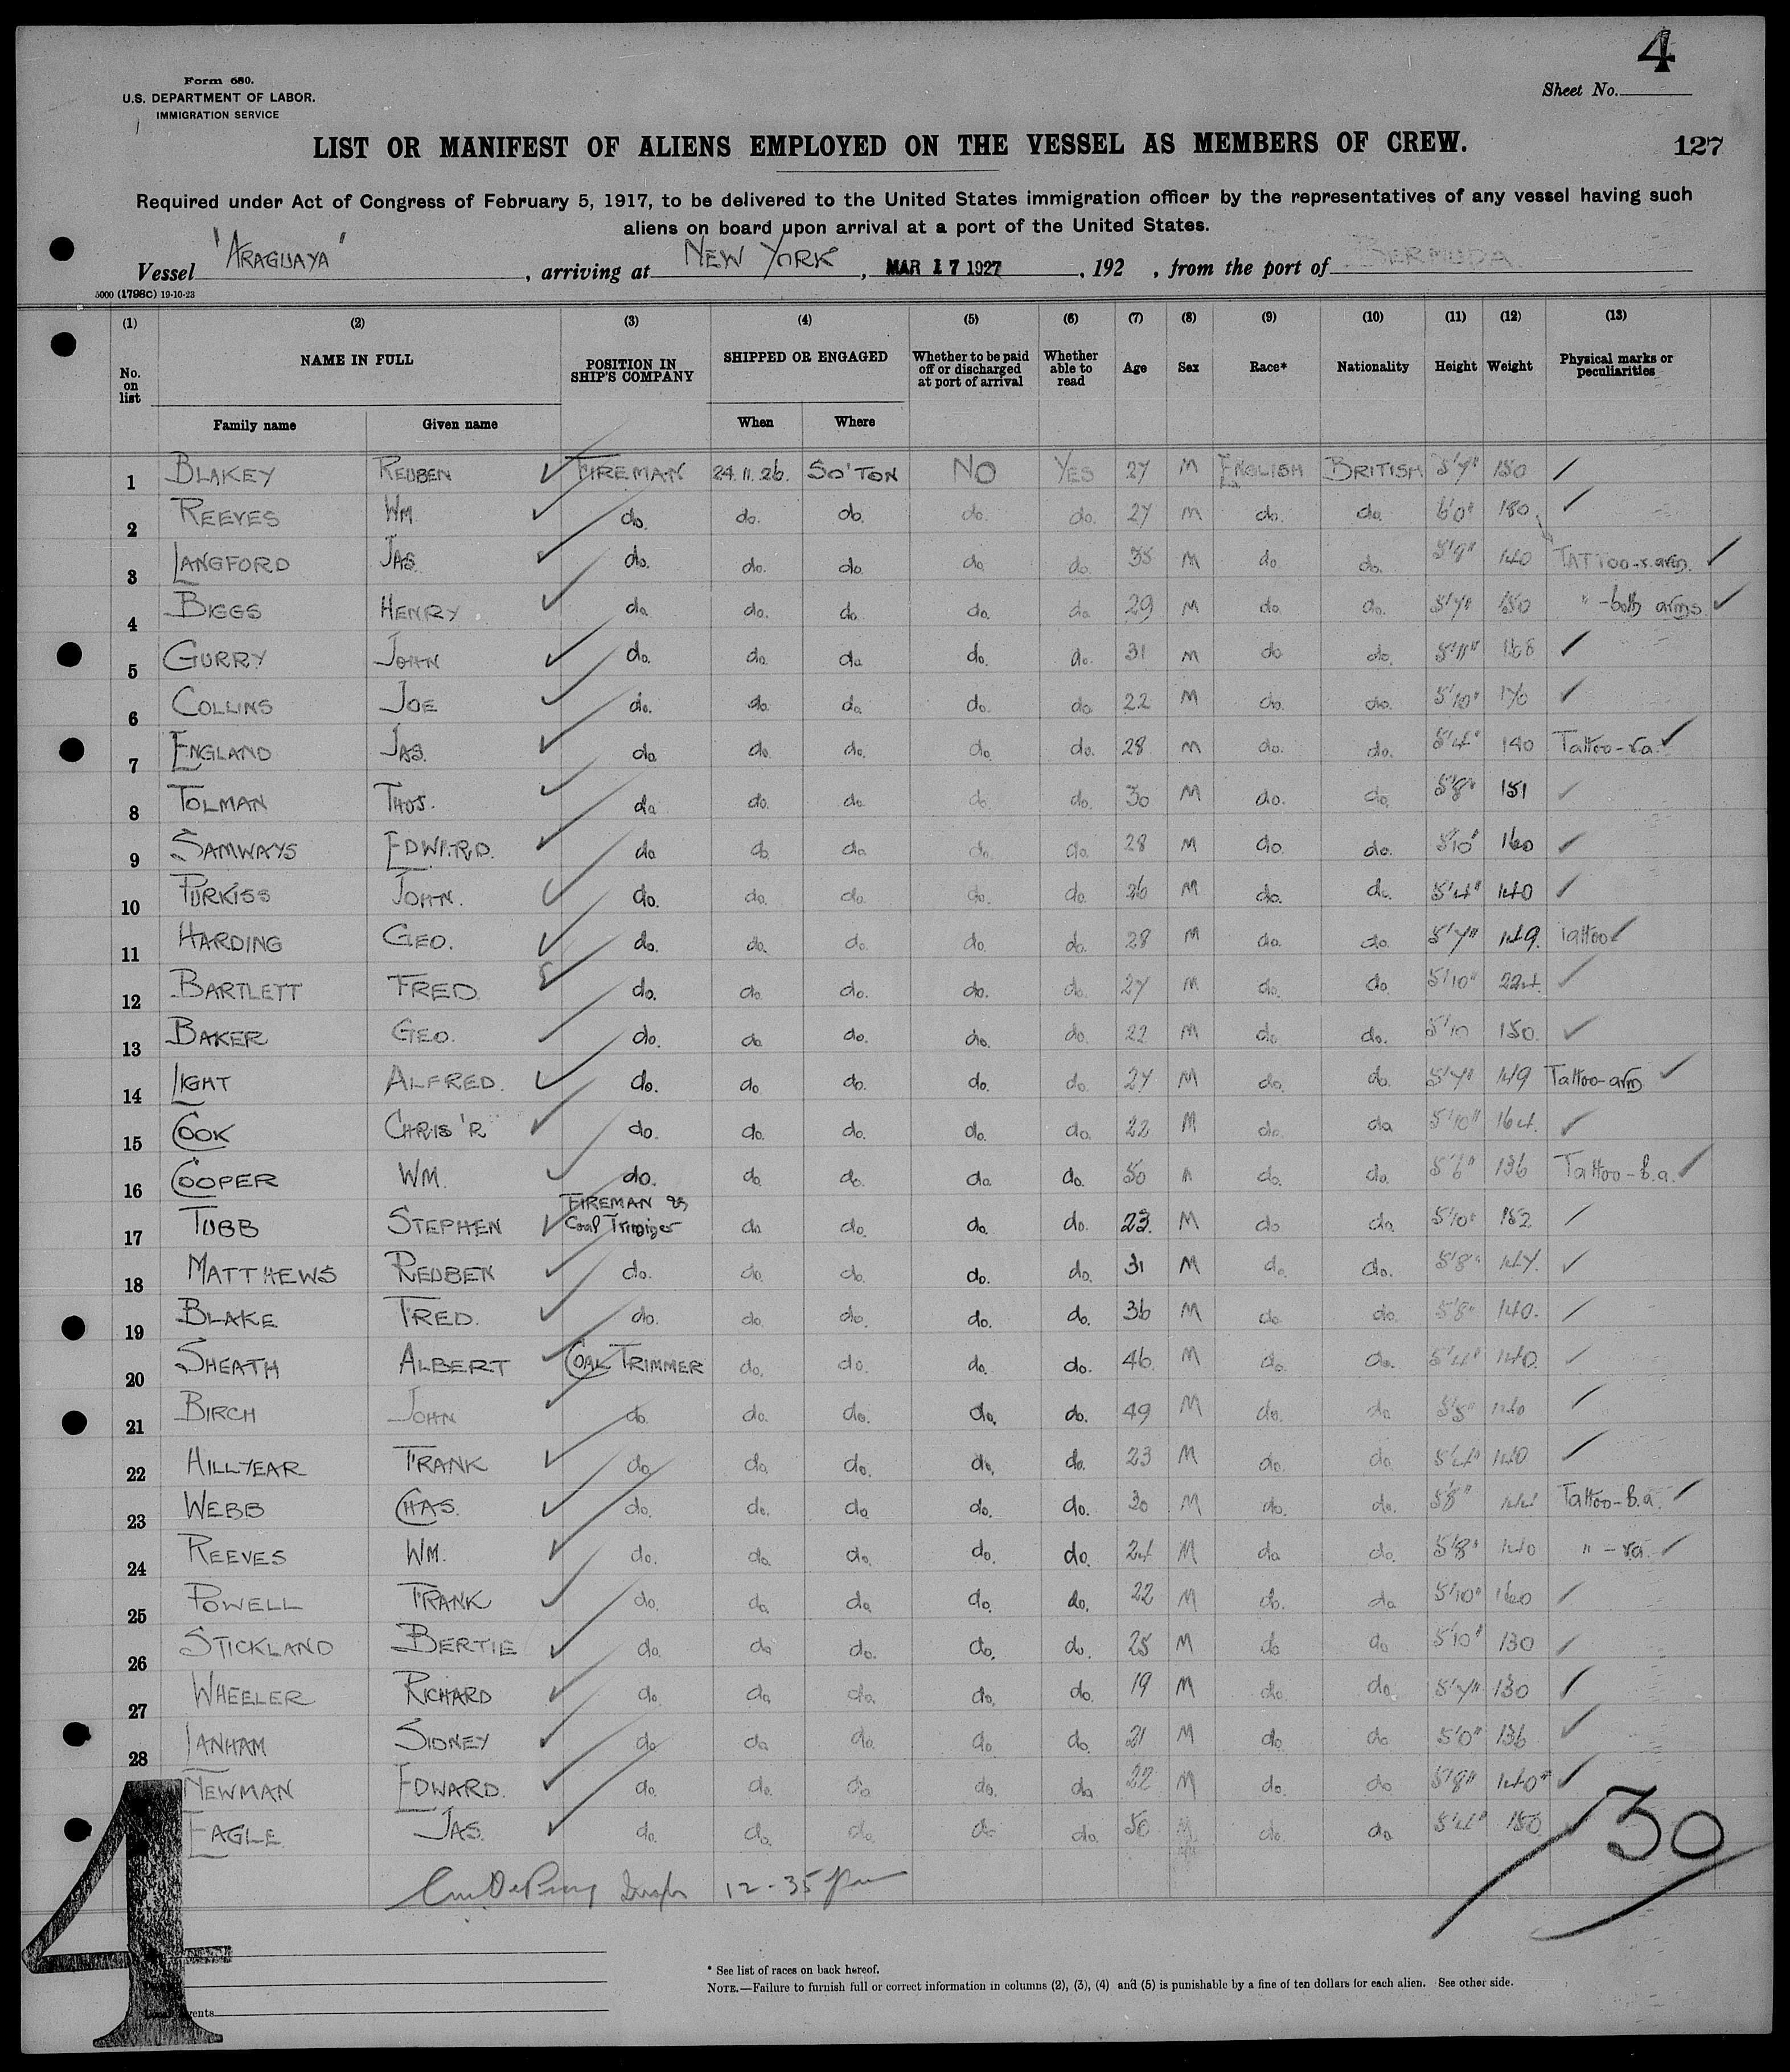 4
Form 680.
U.S. DEPARTMENT OF LABOR.
IMMIGRATION SERVICE
Sheet No.
LIST OR MANIFEST OF ALIENS EMPLOYED ON THE VESSEL AS MEMBERS OF CREW.
127
Required under Act of Congress of February 5, 1917, to be delivered to the United States immigration officer by the representatives of any vessel having such
aliens on board upon arrival at a port of the United States.
Vessel "ARAGUAYA", arriving at NEW YORK, MAR 17 1927, 192 , from the port of BERMUDA
5000 (1798C) 19-10-23
(1) (2) (3) (4) (5) (6) (7) (8) (9) (10) (11) (12) (13)
No. on list NAME IN FULL POSITION IN SHIP'S COMPANY SHIPPED OR ENGAGED Whether to be paid off or discharged at port of arrival Whether able to read Age Sex Race* Nationality Height Weight Physical marks or peculiarities
Family name Given name When Where
1 BLAKEY REUBEN FIREMAN 24.11.26. SO'TON NO YES 27 M ENGLISH BRITISH 5'7" 150
2 REEVES WM. do. do. do. do. do. 27 M do. do. 6'0" 180
3 LANGFORD JAS. do. do. do. do. do. 35 M do. do. 5'9" 140 TATTOO-r.arm.
4 BIGGS HENRY do. do. do. do. do. 29 M do. do. 5'7" 150 " -both arms
5 GURRY JOHN do. do. do. do. do. 31 M do. do. 5'11" 168
6 COLLINS JOE do. do. do. do. do. 22 M do. do. 5'10" 170
7 ENGLAND JAS. do. do. do. do. do. 28 M do. do. 5'4" 140 Tattoo-ra.
8 TOLMAN THOS. do. do. do. do. do. 30 M do. do. 5'8" 151
9 SAMWAYS EDWARD. do. do. do. do. do. 28 M do. do. 5'10" 160
10 PURKISS JOHN. do. do. do. do. do. 26 M do. do. 5'4" 140
11 HARDING GEO. do. do. do. do. do. 28 M do. do. 5'7" 149. Tattoo
12 BARTLETT FRED. do. do. do. do. do. 27 M do. do. 5'10" 224.
13 BAKER GEO. do. do. do. do. do. 22 M do. do. 5'10 150.
14 LIGHT ALFRED. do. do. do. do. do. 27 M do. do. 5'7" 149 Tattoo-arm
15 COOK CHRIS'R do. do. do. do. do. 22 M do. do. 5'10" 164.
16 COOPER WM. do. do. do. do. do. 50 M do. do. 5'6" 136 Tattoo-b.a.
17 TUBB STEPHEN FIREMAN & Coal Trimmer do. do. do. do. 23. M do. do. 5'10" 152
18 MATTHEWS REUBEN do. do. do. do. do. 31 M do. do. 5'8" 147.
19 BLAKE FRED. do. do. do. do. do. 36 M do. do. 5'8" 140.
20 SHEATH ALBERT COAL TRIMMER do. do. do. do. 46. M do. do. 5'4" 140.
21 BIRCH JOHN do. do. do. do. do. 49 M do. do. 5'5" 140
22 HILLYEAR FRANK do. do. do. do. do. 23 M do. do. 5'4" 140
23 WEBB CHAS. do. do. do. do. do. 30 M do. do. 5'8" Tattoo-b.a.
24 REEVES WM. do. do. do. do. do. 24 M do. do. 5'8" 140 " -ra.
25 POWELL FRANK do. do. do. do. do. 22 M do. do. 5'10" 160
26 STICKLAND BERTIE do. do. do. do. do. 25 M do. do. 5'10" 130
27 WHEELER RICHARD do. do. do. do. do. 19 M do. do. 5'7" 130
28 LANHAM SIDNEY do. do. do. do. do. 21 M do. do. 5'0" 136
NEWMAN EDWARD. do. do. do. do. do. 22 M do. do. 5'8" 140
EAGLE JAS. do. do. do. do. do. 50 M do. do. 5'4" 150
30
12-35 pm
4
* See list of races on back hereof.
NOTE.—Failure to furnish full or correct information in columns (2), (3), (4) and (5) is punishable by a fine of ten dollars for each alien. See other side.